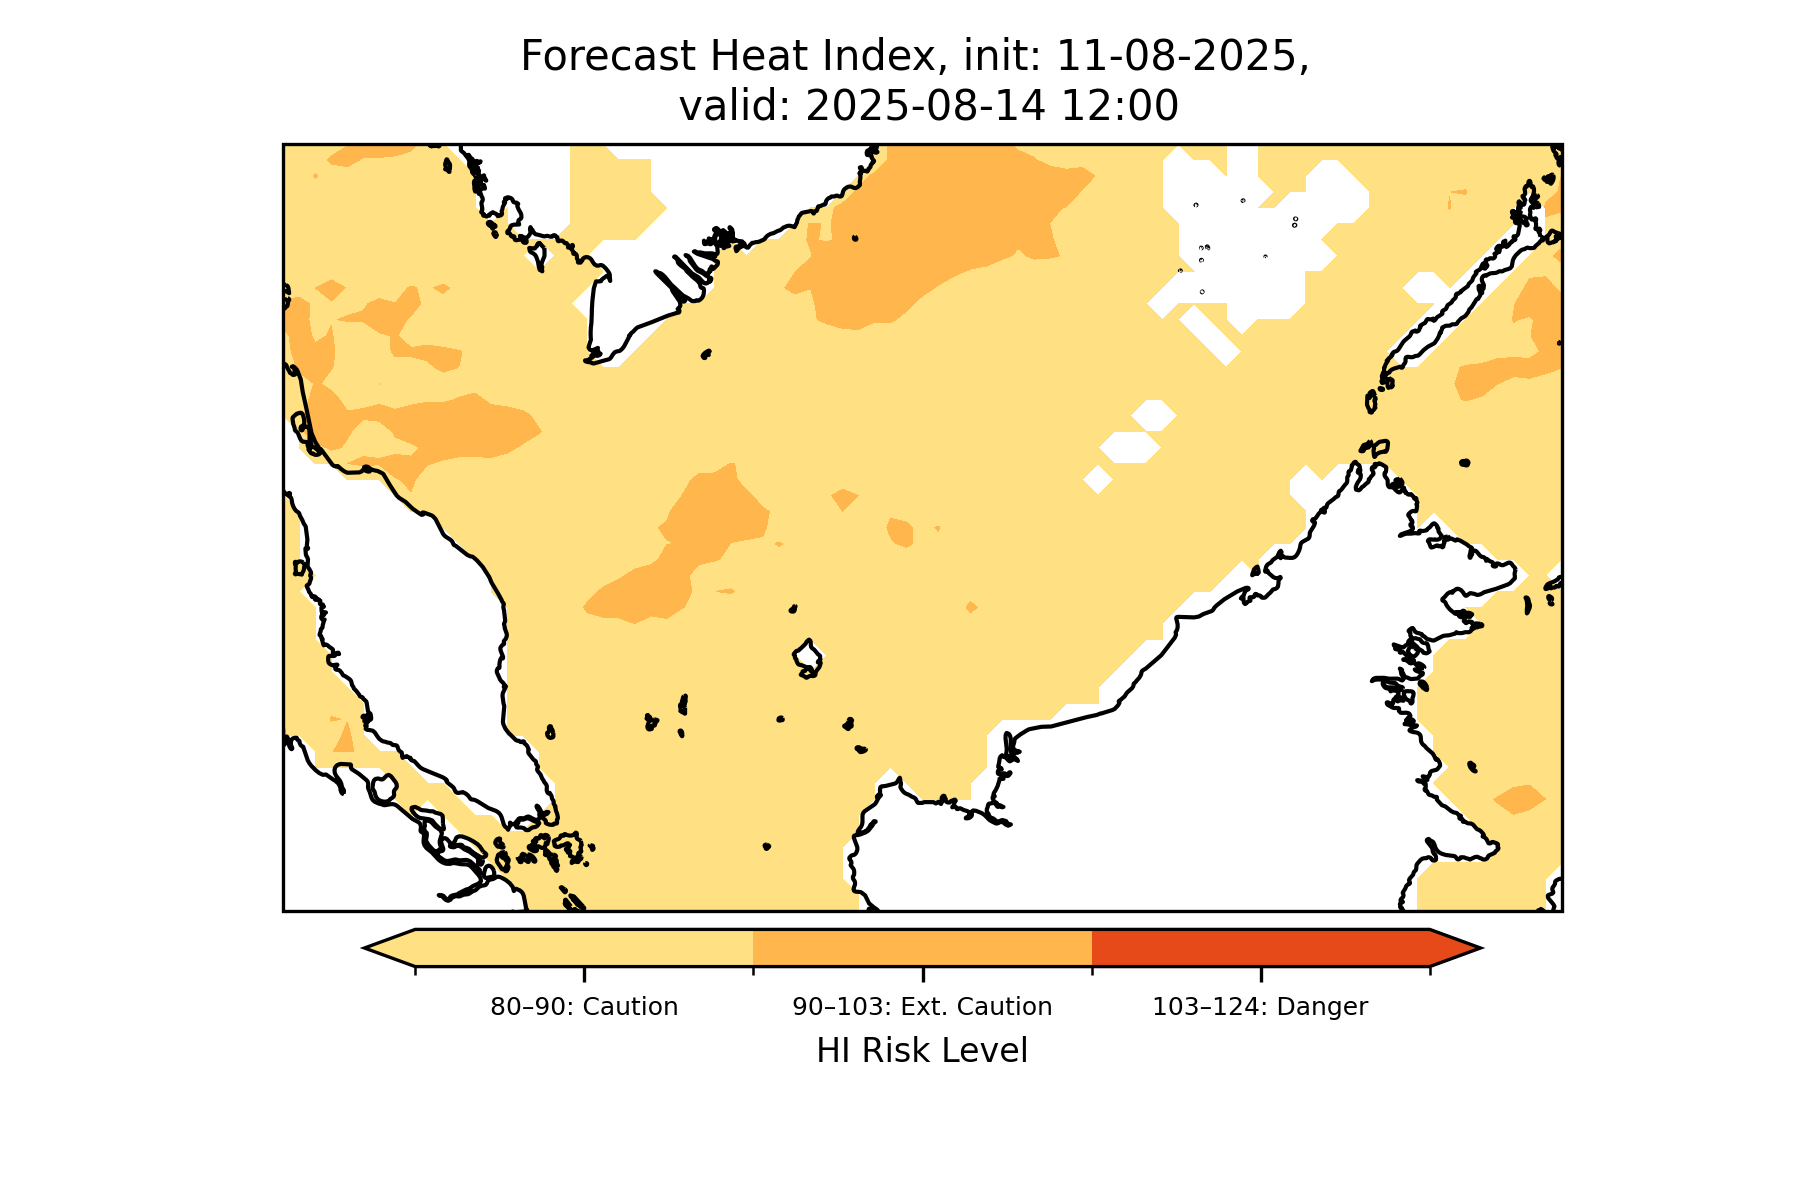 Forecast Heat Index, init: 11-08-2025,
valid: 2025-08-14 12:00
80–90: Caution
90–103: Ext. Caution
103–124: Danger
HI Risk Level